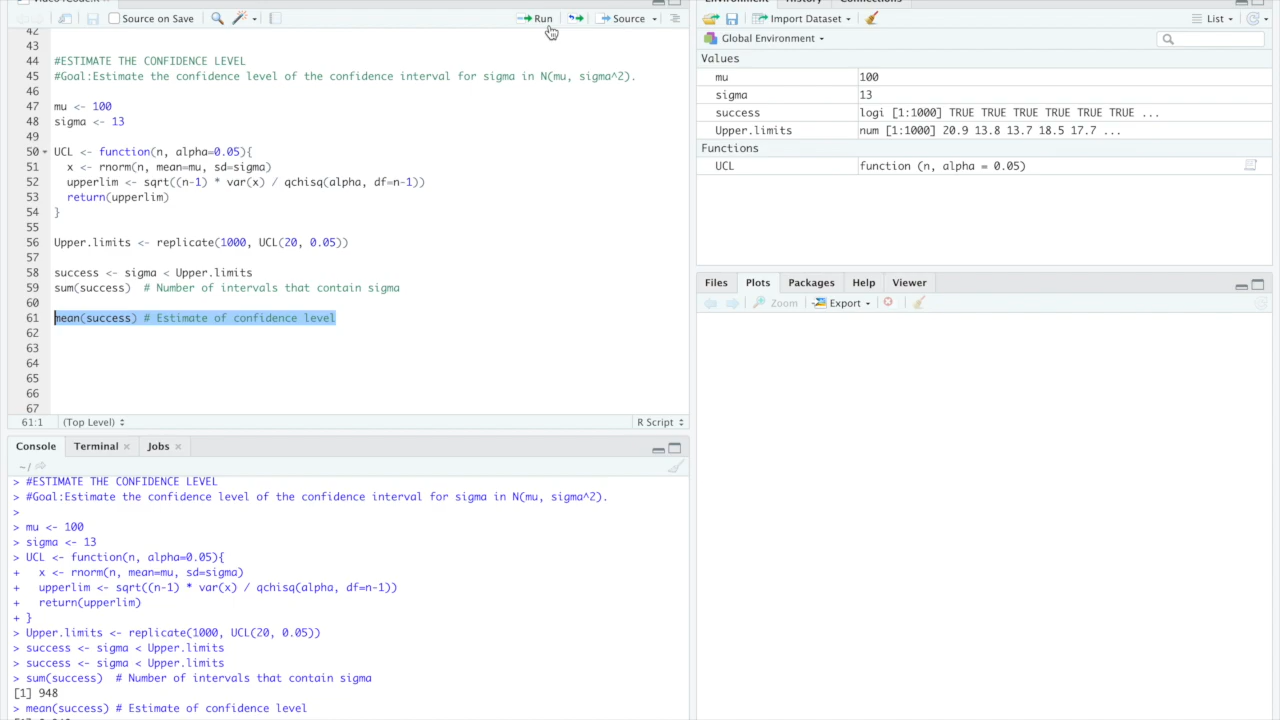 Source on Save
Run
Source
42
43
44 #ESTIMATE THE CONFIDENCE LEVEL
45 #Goal:Estimate the confidence level of the confidence interval for sigma in N(mu, sigma^2).
46
47 mu <- 100
48 sigma <- 13
49
50 UCL <- function(n, alpha=0.05){
51 x <- rnorm(n, mean=mu, sd=sigma)
52 upperlim <- sqrt((n-1) * var(x) / qchisq(alpha, df=n-1))
53 return(upperlim)
54 }
55
56 Upper.limits <- replicate(1000, UCL(20, 0.05))
57
58 success <- sigma < Upper.limits
59 sum(success) # Number of intervals that contain sigma
60
61 mean(success) # Estimate of confidence level
62
63
64
65
66
67
61:1 (Top Level) R Script
Console Terminal Jobs
~/
> #ESTIMATE THE CONFIDENCE LEVEL
> #Goal:Estimate the confidence level of the confidence interval for sigma in N(mu, sigma^2).
>
> mu <- 100
> sigma <- 13
> UCL <- function(n, alpha=0.05){
+ x <- rnorm(n, mean=mu, sd=sigma)
+ upperlim <- sqrt((n-1) * var(x) / qchisq(alpha, df=n-1))
+ return(upperlim)
+ }
> Upper.limits <- replicate(1000, UCL(20, 0.05))
> success <- sigma < Upper.limits
> success <- sigma < Upper.limits
> sum(success) # Number of intervals that contain sigma
[1] 948
> mean(success) # Estimate of confidence level
Environment History Connections
Import Dataset List
Global Environment
Values
mu 100
sigma 13
success logi [1:1000] TRUE TRUE TRUE TRUE TRUE TRUE ...
Upper.limits num [1:1000] 20.9 13.8 13.7 18.5 17.7 ...
Functions
UCL function (n, alpha = 0.05)
Files Plots Packages Help Viewer
Zoom Export